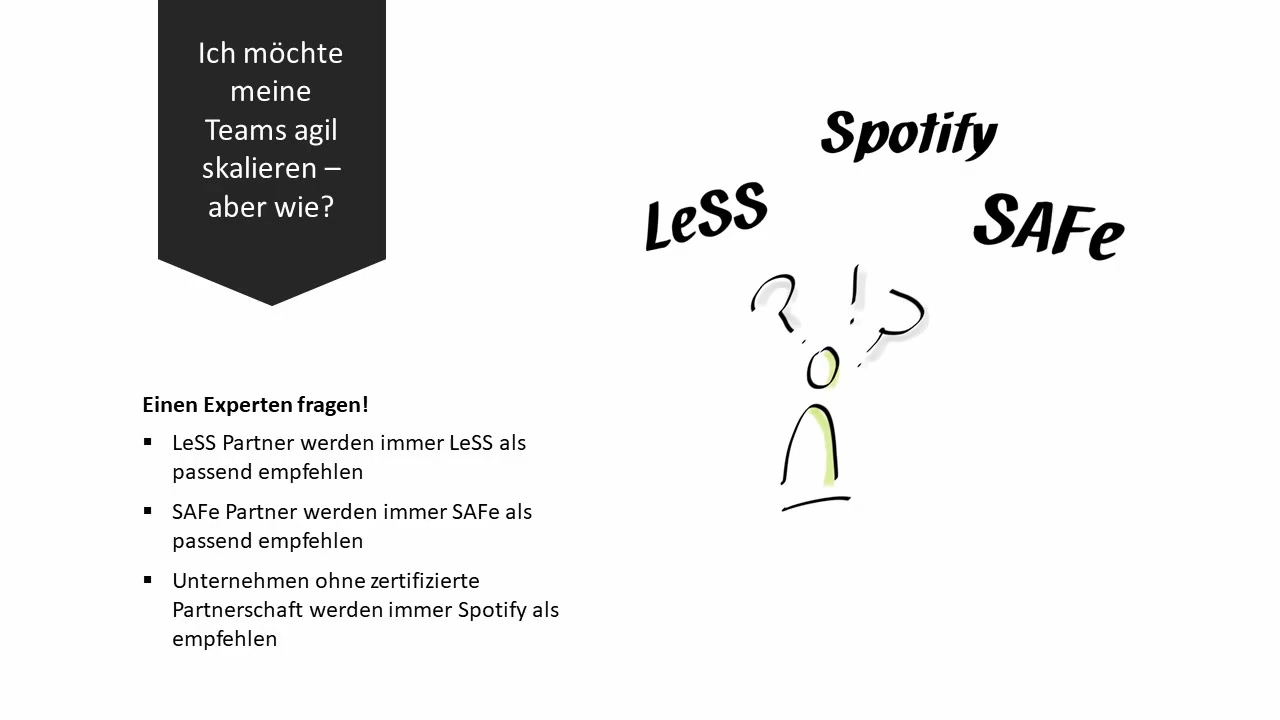 Ich möchte
meine
Teams agil
skalieren –
aber wie?
Spotify
LeSS
SAFe
? ! ?
Einen Experten fragen!
▪ LeSS Partner werden immer LeSS als
passend empfehlen
▪ SAFe Partner werden immer SAFe als
passend empfehlen
▪ Unternehmen ohne zertifizierte
Partnerschaft werden immer Spotify als
empfehlen